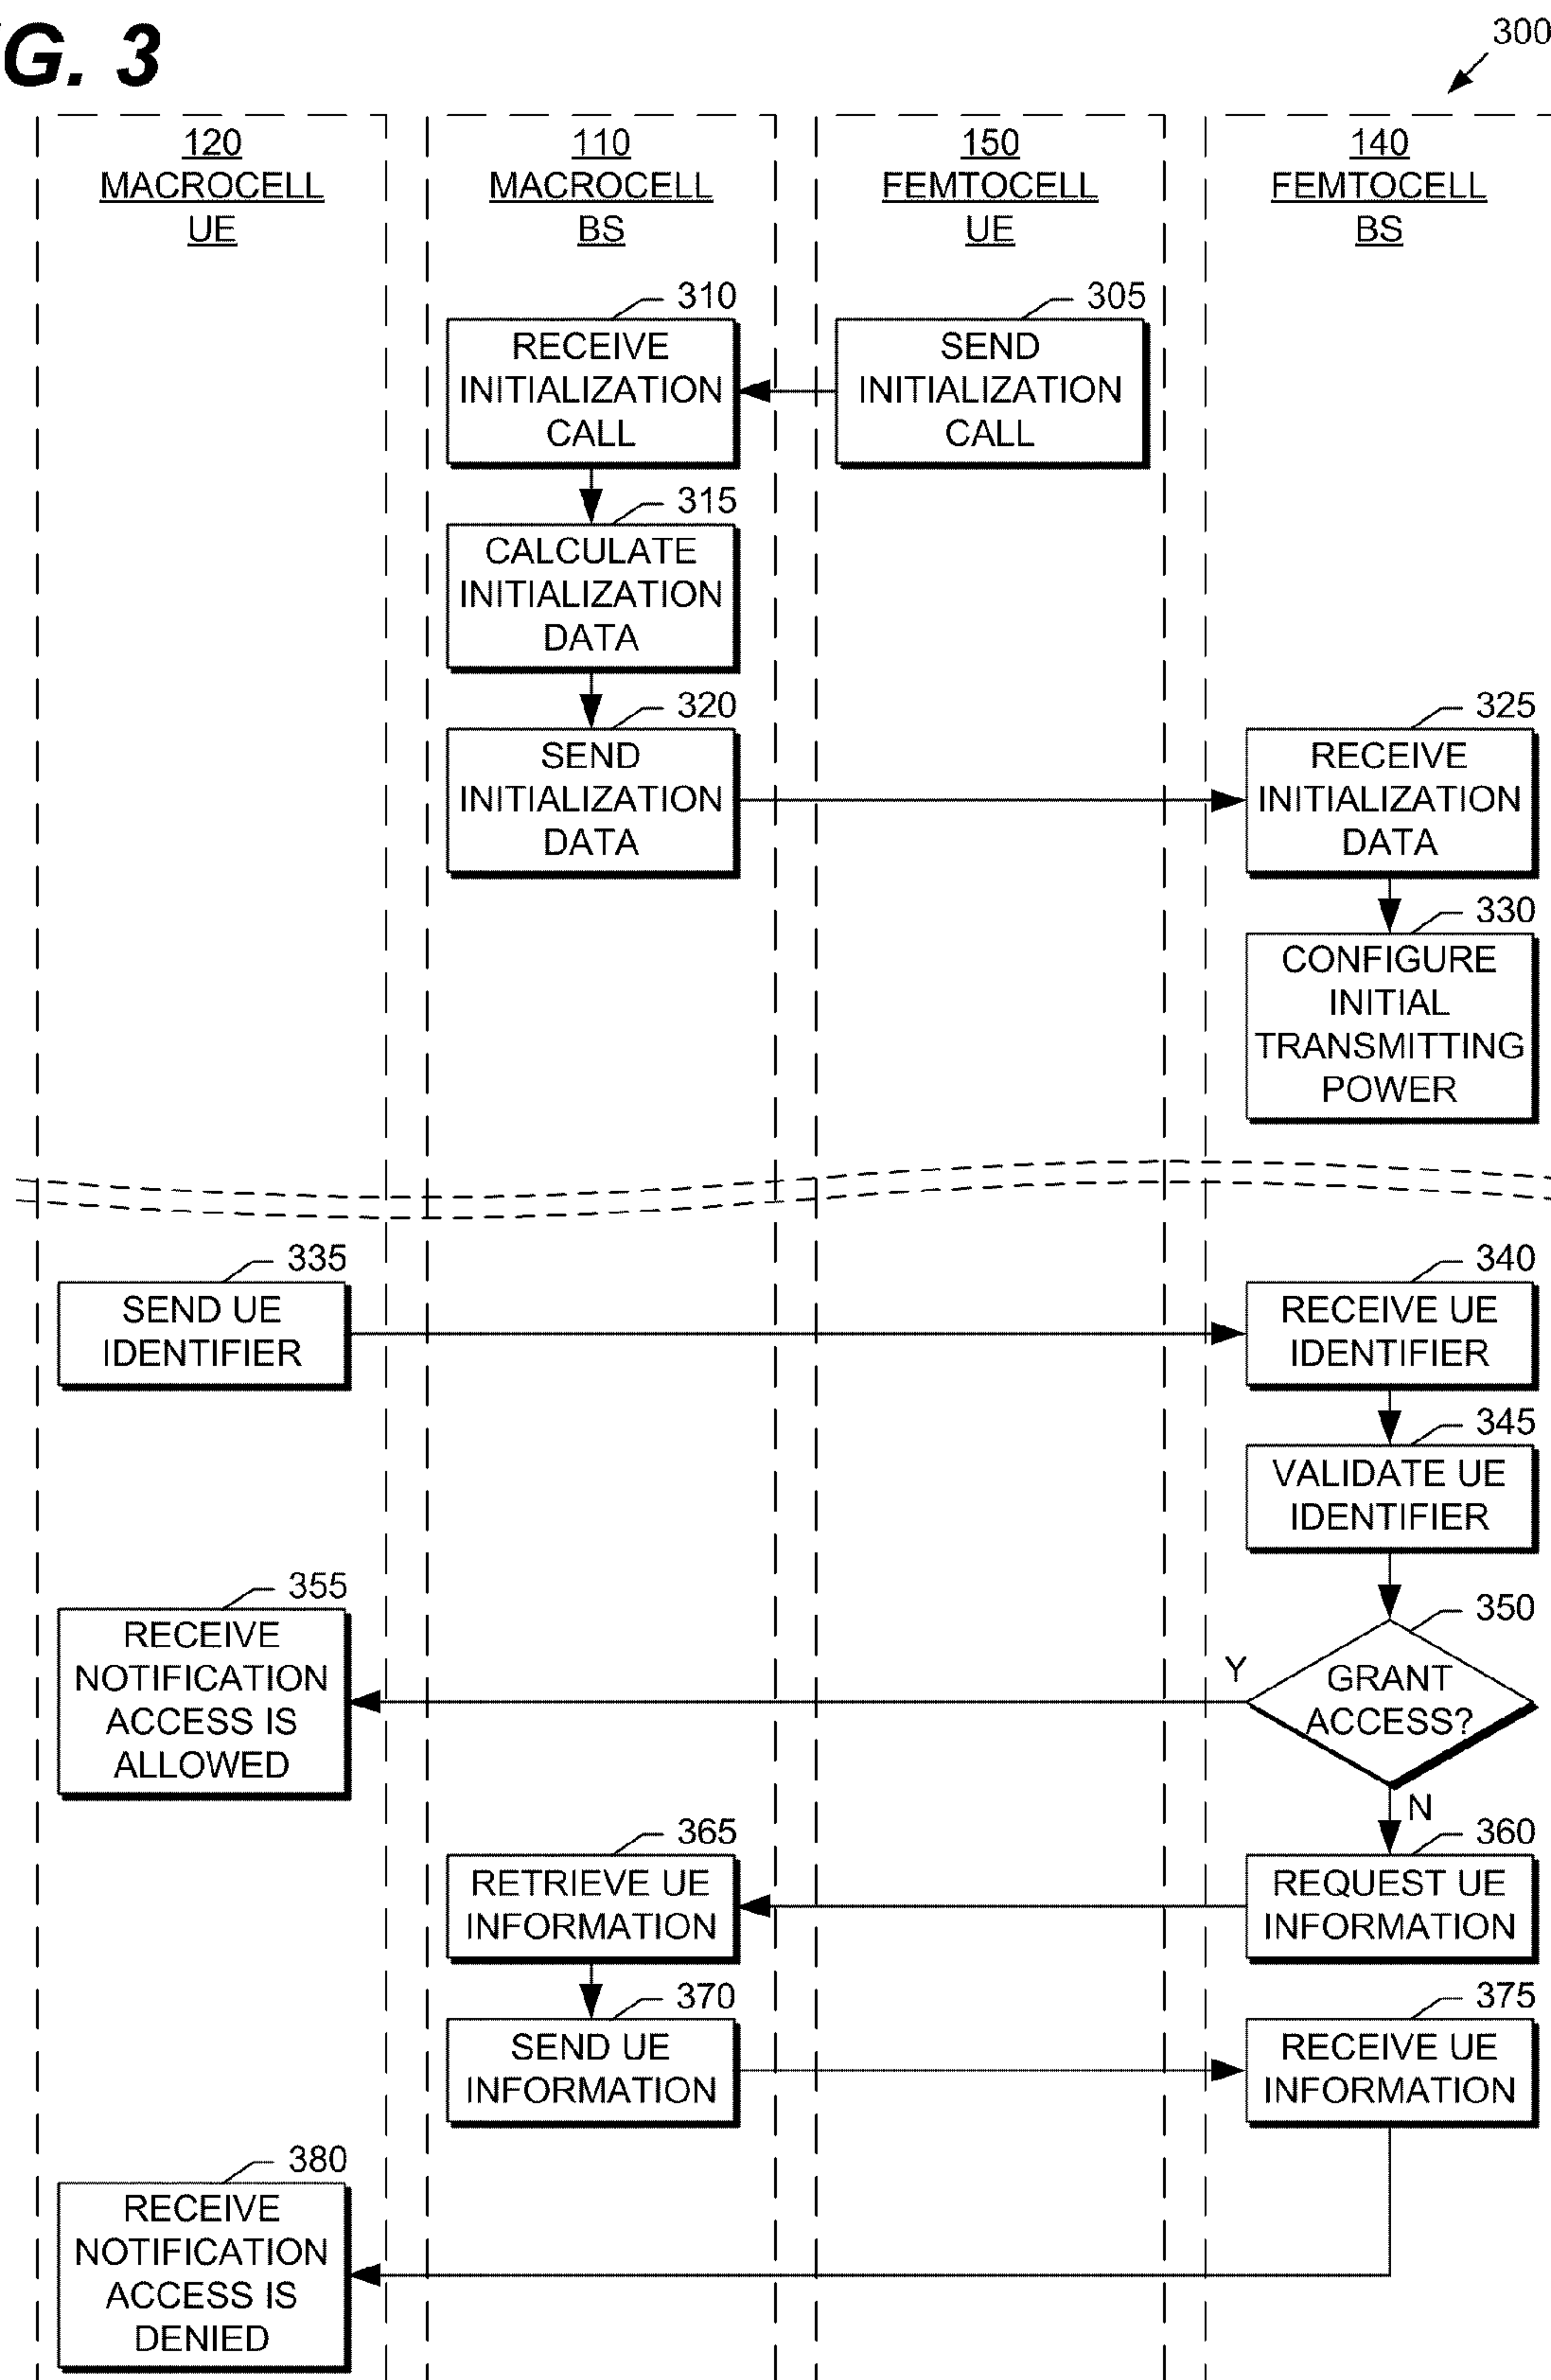 G. 3
300
120
MACROCELL
UE
110
MACROCELL
BS
150
FEMTOCELL
UE
140
FEMTOCELL
BS
310
RECEIVE
INITIALIZATION
CALL
305
SEND
INITIALIZATION
CALL
315
CALCULATE
INITIALIZATION
DATA
320
SEND
INITIALIZATION
DATA
325
RECEIVE
INITIALIZATION
DATA
330
CONFIGURE
INITIAL
TRANSMITTING
POWER
335
SEND UE
IDENTIFIER
340
RECEIVE UE
IDENTIFIER
345
VALIDATE UE
IDENTIFIER
350
GRANT
ACCESS?
Y
N
355
RECEIVE
NOTIFICATION
ACCESS IS
ALLOWED
360
REQUEST UE
INFORMATION
365
RETRIEVE UE
INFORMATION
370
SEND UE
INFORMATION
375
RECEIVE UE
INFORMATION
380
RECEIVE
NOTIFICATION
ACCESS IS
DENIED